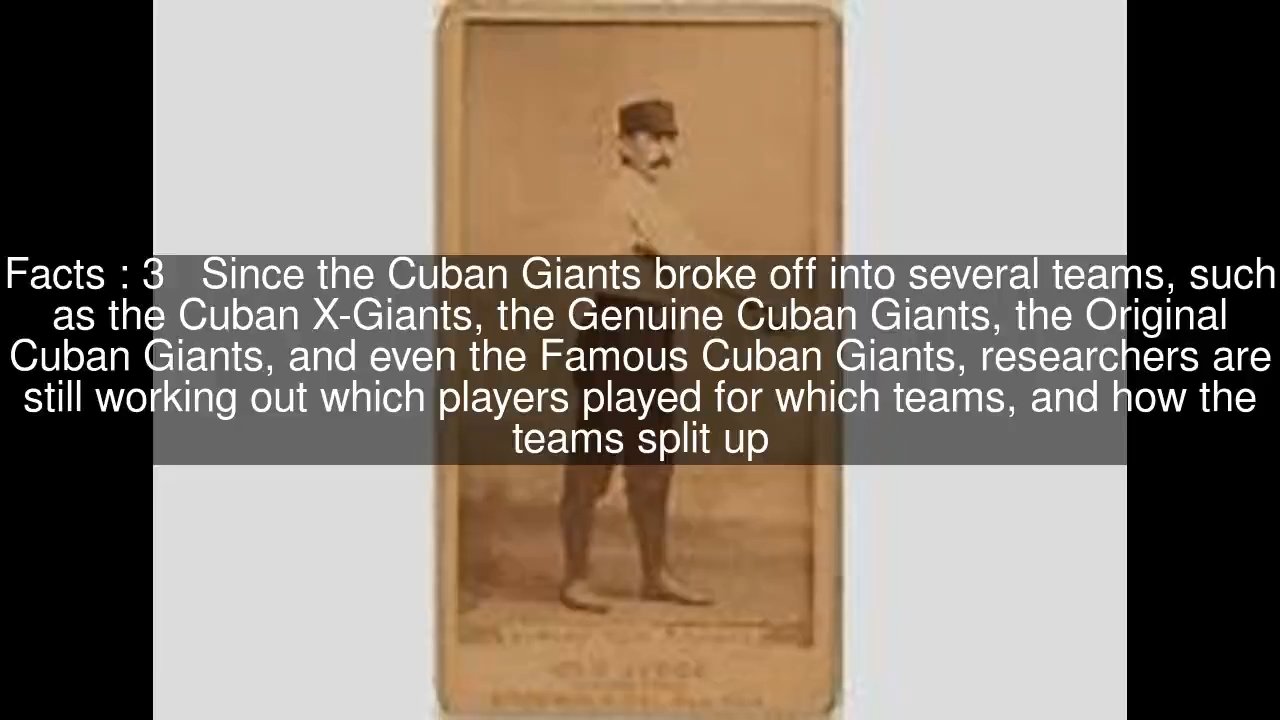 Facts : 3   Since the Cuban Giants broke off into several teams, such
as the Cuban X-Giants, the Genuine Cuban Giants, the Original
Cuban Giants, and even the Famous Cuban Giants, researchers are
still working out which players played for which teams, and how the
teams split up